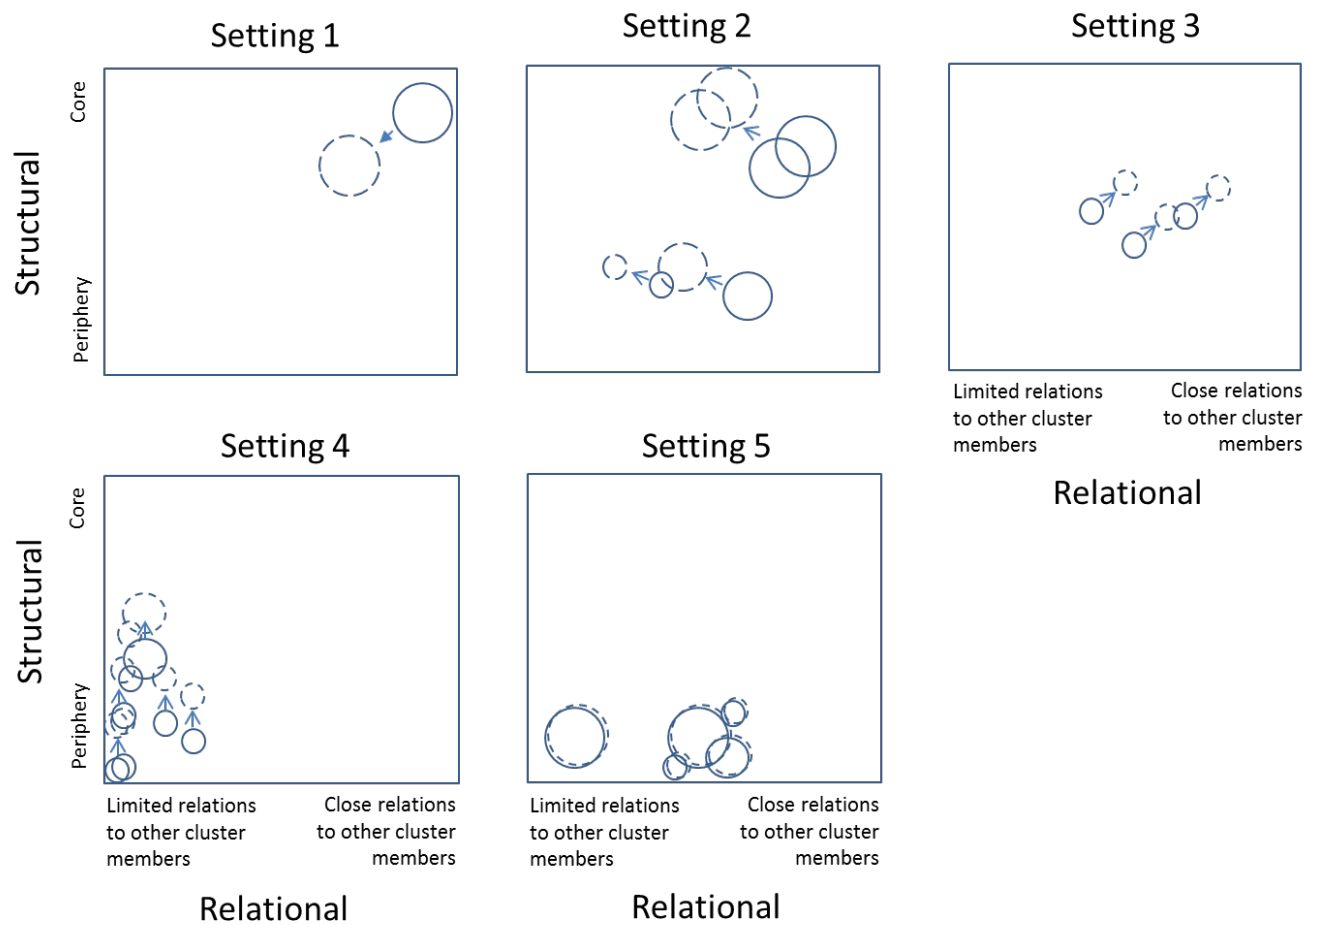 Setting 1
Setting 2
Setting 3
Core
Structural
Periphery
Limited relations
to other cluster
members
Close relations
to other cluster
members
Relational
Setting 4
Setting 5
Core
Structural
Periphery
Limited relations
to other cluster
members
Close relations
to other cluster
members
Limited relations
to other cluster
members
Close relations
to other cluster
members
Relational
Relational